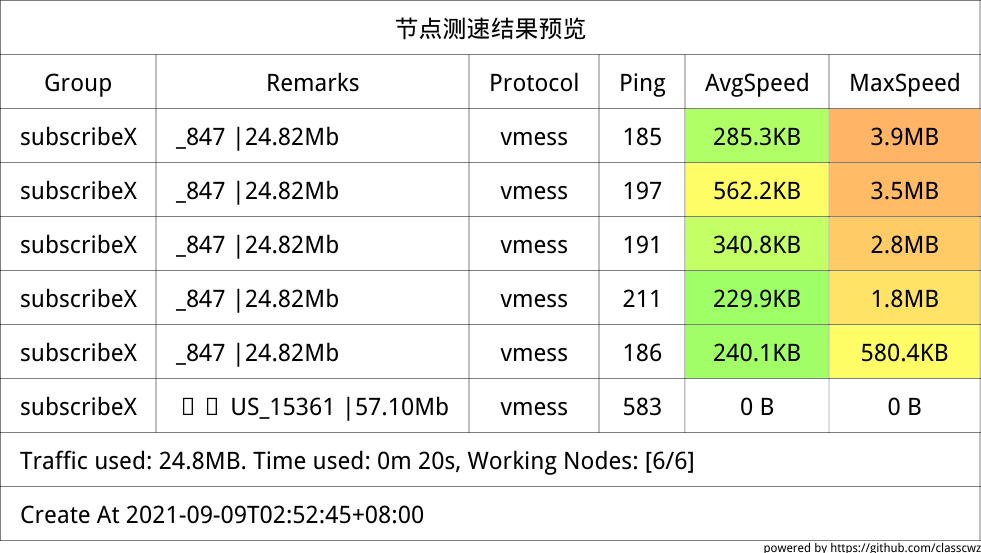 节点测速结果预览
Group Remarks Protocol Ping AvgSpeed MaxSpeed
subscribeX _847 |24.82Mb vmess 185 285.3KB 3.9MB
subscribeX _847 |24.82Mb vmess 197 562.2KB 3.5MB
subscribeX _847 |24.82Mb vmess 191 340.8KB 2.8MB
subscribeX _847 |24.82Mb vmess 211 229.9KB 1.8MB
subscribeX _847 |24.82Mb vmess 186 240.1KB 580.4KB
subscribeX US_15361 |57.10Mb vmess 583 0 B 0 B
Traffic used: 24.8MB. Time used: 0m 20s, Working Nodes: [6/6]
Create At 2021-09-09T02:52:45+08:00
powered by https://github.com/classcwz